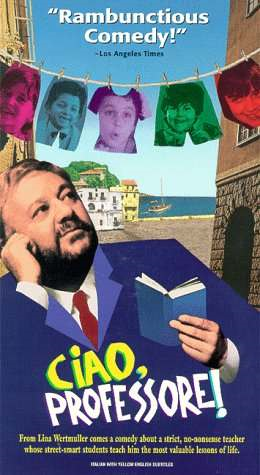 "Rambunctious
Comedy!"
–Los Angeles Times
CiAO,
PROFESSORE!
From Lina Wertmuller comes a comedy about a strict, no-nonsense teacher
whose street-smart students teach him the most valuable lessons of life.
ITALIAN WITH YELLOW ENGLISH SUBTITLES